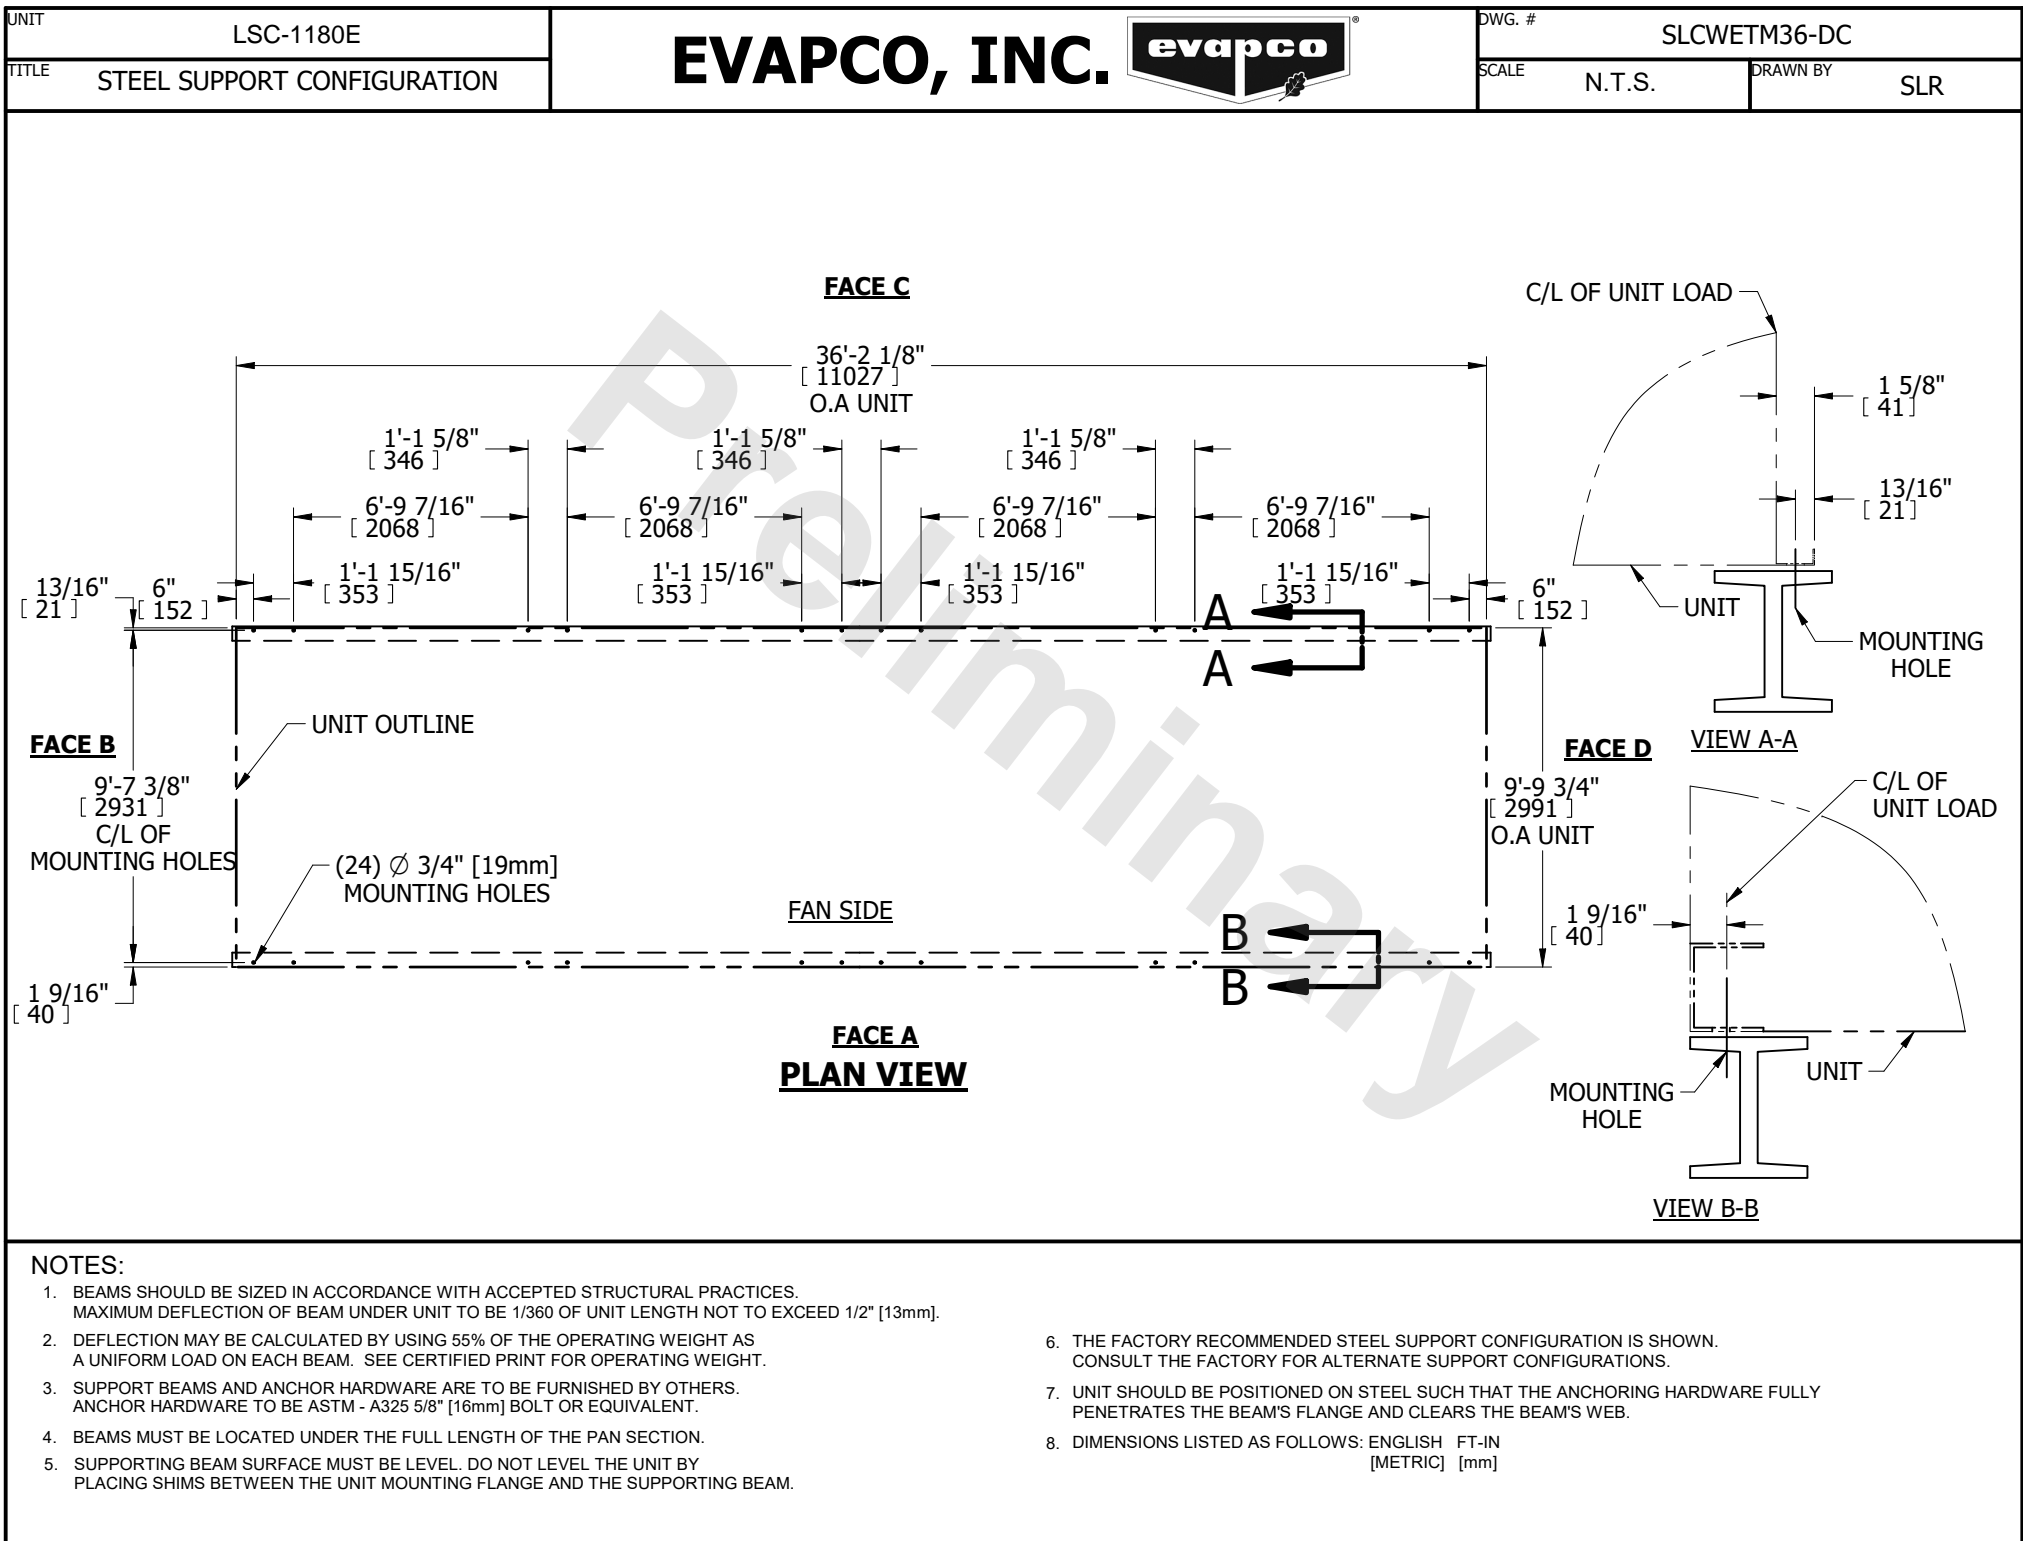 UNIT
LSC-1180E
TITLE
STEEL SUPPORT CONFIGURATION
EVAPCO, INC.
evapco
®
DWG. #
SLCWETM36-DC
SCALE
N.T.S.
DRAWN BY
SLR
Preliminary
FACE C
36'-2 1/8"
[ 11027 ]
O.A UNIT
1'-1 5/8"
[ 346 ]
1'-1 5/8"
[ 346 ]
1'-1 5/8"
[ 346 ]
6'-9 7/16"
[ 2068 ]
6'-9 7/16"
[ 2068 ]
6'-9 7/16"
[ 2068 ]
6'-9 7/16"
[ 2068 ]
13/16"
[ 21 ]
6"
[ 152 ]
1'-1 15/16"
[ 353 ]
1'-1 15/16"
[ 353 ]
1'-1 15/16"
[ 353 ]
1'-1 15/16"
[ 353 ]
6"
[ 152 ]
A
A
UNIT OUTLINE
FACE B
9'-7 3/8"
[ 2931 ]
C/L OF
MOUNTING HOLES
(24) Ø 3/4" [19mm]
MOUNTING HOLES
FAN SIDE
B
B
1 9/16"
[ 40 ]
FACE D
9'-9 3/4"
[ 2991 ]
O.A UNIT
FACE A
PLAN VIEW
C/L OF UNIT LOAD
1 5/8"
[ 41 ]
13/16"
[ 21 ]
UNIT
MOUNTING
HOLE
VIEW A-A
C/L OF
UNIT LOAD
1 9/16"
[ 40 ]
UNIT
MOUNTING
HOLE
VIEW B-B
NOTES:
1. BEAMS SHOULD BE SIZED IN ACCORDANCE WITH ACCEPTED STRUCTURAL PRACTICES.
MAXIMUM DEFLECTION OF BEAM UNDER UNIT TO BE 1/360 OF UNIT LENGTH NOT TO EXCEED 1/2" [13mm].
2. DEFLECTION MAY BE CALCULATED BY USING 55% OF THE OPERATING WEIGHT AS
A UNIFORM LOAD ON EACH BEAM. SEE CERTIFIED PRINT FOR OPERATING WEIGHT.
3. SUPPORT BEAMS AND ANCHOR HARDWARE ARE TO BE FURNISHED BY OTHERS.
ANCHOR HARDWARE TO BE ASTM - A325 5/8" [16mm] BOLT OR EQUIVALENT.
4. BEAMS MUST BE LOCATED UNDER THE FULL LENGTH OF THE PAN SECTION.
5. SUPPORTING BEAM SURFACE MUST BE LEVEL. DO NOT LEVEL THE UNIT BY
PLACING SHIMS BETWEEN THE UNIT MOUNTING FLANGE AND THE SUPPORTING BEAM.
6. THE FACTORY RECOMMENDED STEEL SUPPORT CONFIGURATION IS SHOWN.
CONSULT THE FACTORY FOR ALTERNATE SUPPORT CONFIGURATIONS.
7. UNIT SHOULD BE POSITIONED ON STEEL SUCH THAT THE ANCHORING HARDWARE FULLY
PENETRATES THE BEAM'S FLANGE AND CLEARS THE BEAM'S WEB.
8. DIMENSIONS LISTED AS FOLLOWS: ENGLISH FT-IN
[METRIC] [mm]